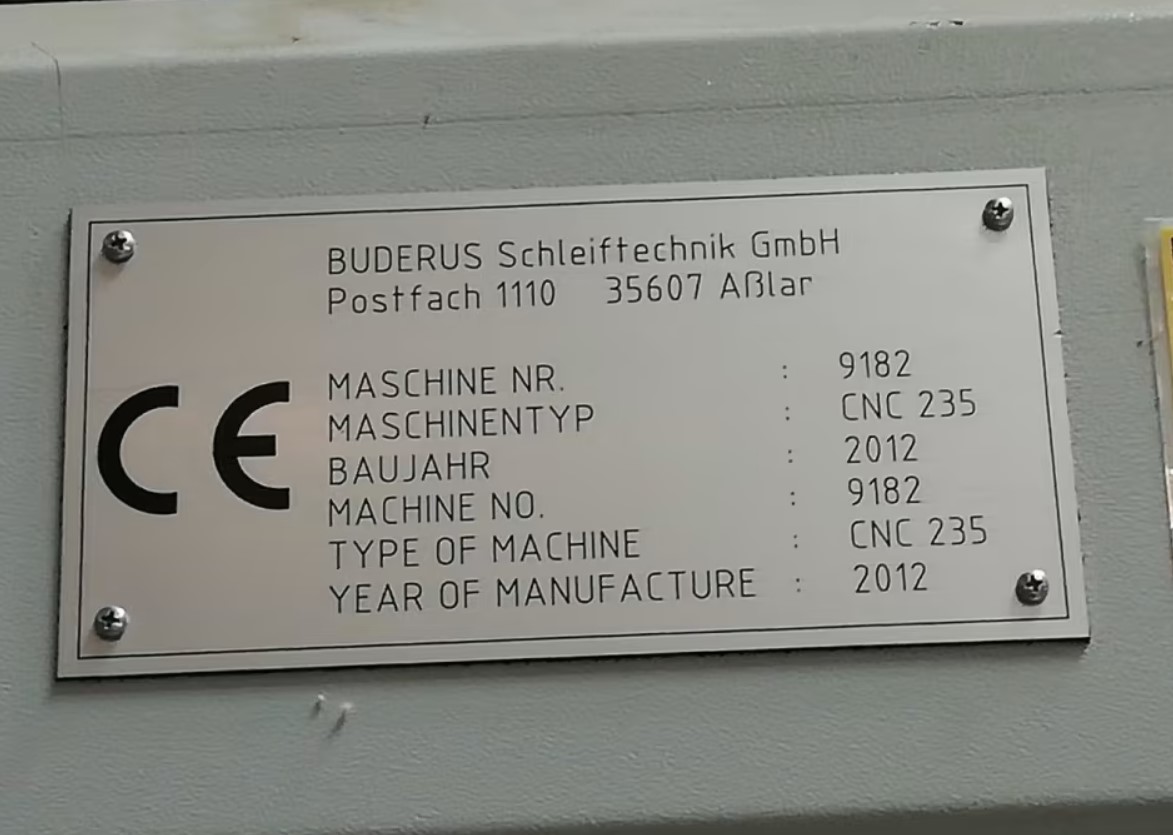 BUDERUS Schleiftechnik GmbH
Postfach 1110 35607 Aßlar
CE
MASCHINE NR. : 9182
MASCHINENTYP : CNC 235
BAUJAHR : 2012
MACHINE NO. : 9182
TYPE OF MACHINE : CNC 235
YEAR OF MANUFACTURE : 2012